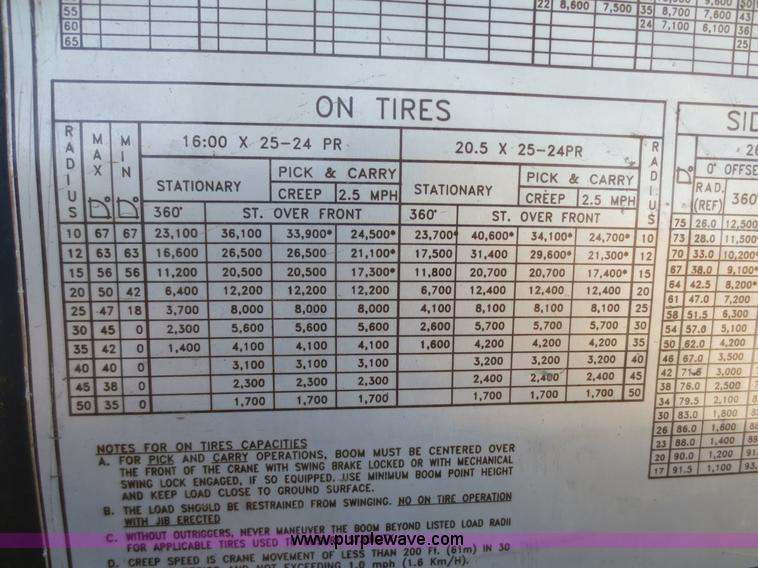 22 8,600 7,500 35 8,700 7,600 43
55
60 24 7,100 6,100 36
65 25
ON TIRES
RADIUS MAX MIN 16:00 X 25-24 PR 20.5 X 25-24PR RADIUS
STATIONARY PICK & CARRY STATIONARY PICK & CARRY
CREEP 2.5 MPH CREEP 2.5 MPH
360° ST. OVER FRONT 360° ST. OVER FRONT
10 67 67 23,100 36,100 33,900* 24,500* 23,700* 40,600* 34,100* 24,700* 10
12 63 63 16,600 26,500 26,500 21,100* 17,500 31,400 29,600* 21,300* 12
15 56 56 11,200 20,500 20,500 17,300* 11,800 20,700 20,700 17,400* 15
20 50 42 6,400 12,200 12,200 12,200 6,700 12,400 12,400 12,400 20
25 47 18 3,700 8,000 8,000 8,000 4,100 8,100 8,100 8,100 25
30 45 0 2,300 5,600 5,600 5,600 2,600 5,700 5,700 5,700 30
35 42 0 1,400 4,100 4,100 4,100 1,600 4,200 4,200 4,200 35
40 40 0 3,100 3,100 3,100 3,200 3,200 3,200 40
45 38 0 2,300 2,300 2,300 2,400 2,400 2,400 45
50 35 0 1,700 1,700 1,700 1,700 1,700 1,700 50
NOTES FOR ON TIRES CAPACITIES
A. FOR PICK AND CARRY OPERATIONS, BOOM MUST BE CENTERED OVER
THE FRONT OF THE CRANE WITH SWING BRAKE LOCKED OR WITH MECHANICAL
SWING LOCK ENGAGED, IF SO EQUIPPED. USE MINIMUM BOOM POINT HEIGHT
AND KEEP LOAD CLOSE TO GROUND SURFACE.
B. THE LOAD SHOULD BE RESTRAINED FROM SWINGING. NO ON TIRE OPERATION
WITH JIB ERECTED
C. WITHOUT OUTRIGGERS, NEVER MANEUVER THE BOOM BEYOND LISTED LOAD RADII
FOR APPLICABLE TIRES USED
D. CREEP SPEED IS CRANE MOVEMENT OF LESS THAN 200 Ft. (61m) IN 30
AND NOT EXCEEDING 1.0 mph (1.6 Km/H).
SID
26
0° OFFSE
RAD. (REF) 360°
75 26.0 12,500
73 28.0 11,500
70 33.0 10,200*
67 38.0 9,100*
64 42.5 8,200*
61 47.0 7,200
58 51.5 6,300
54 57.0 5,100
50 62.0 4,200
46 67.0 3,500
42 71.5 3,000
38 76.0 2,500
34 79.5 2,100
30 83.0 1,800
26 86.0 1,600
23 88.0 1,400
20 90.0 1,200
17 91.5 1,100 93.
www.purplewave.com